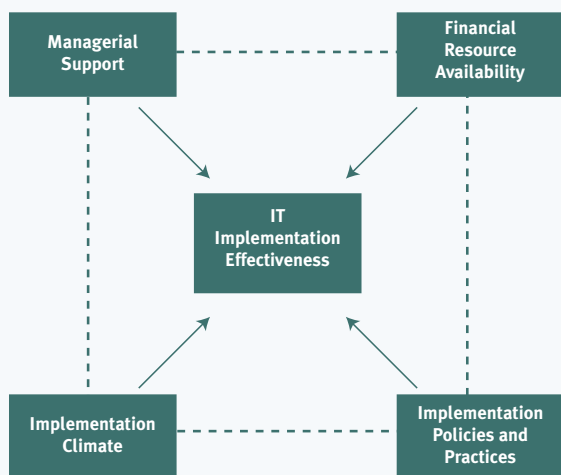 Managerial
Support
Financial
Resource
Availability
IT
Implementation
Effectiveness
Implementation
Climate
Implementation
Policies and
Practices